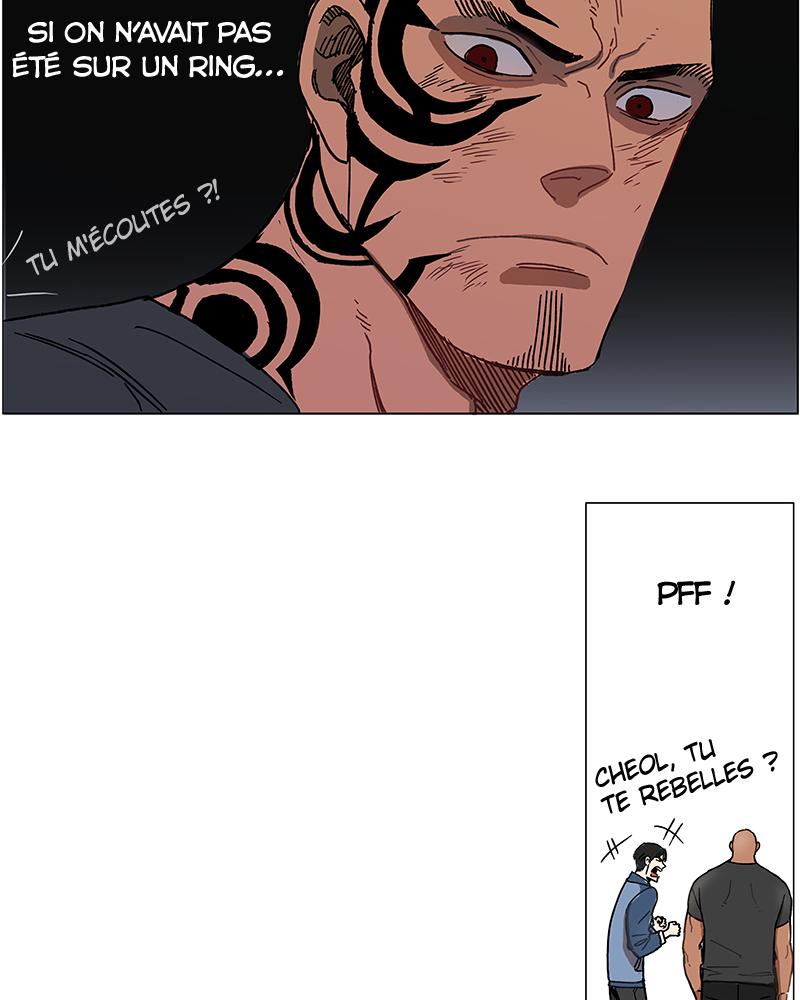 SI ON N'AVAIT PAS
ÉTÉ SUR UN RING...
TU M'ÉCOUTES ?!
PFF !
CHEOL, TU
TE REBELLES ?